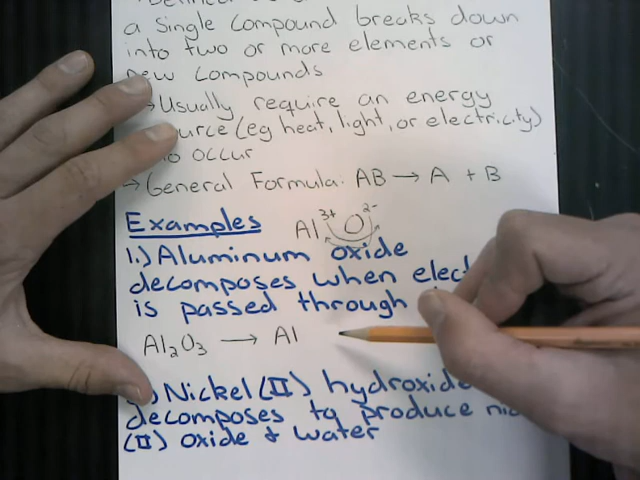 a single compound breaks down
into two or more elements or
new compounds
→ Usually require an energy
source (eg heat, light, or electricity)
to occur
→ General Formula: AB → A + B
Examples
Al³⁺ O²⁻
1.) Aluminum oxide
decomposes when elect
is passed through
Al₂O₃ → Al
) Nickel (II) hydroxide
decomposes to produce nic
(II) oxide & water